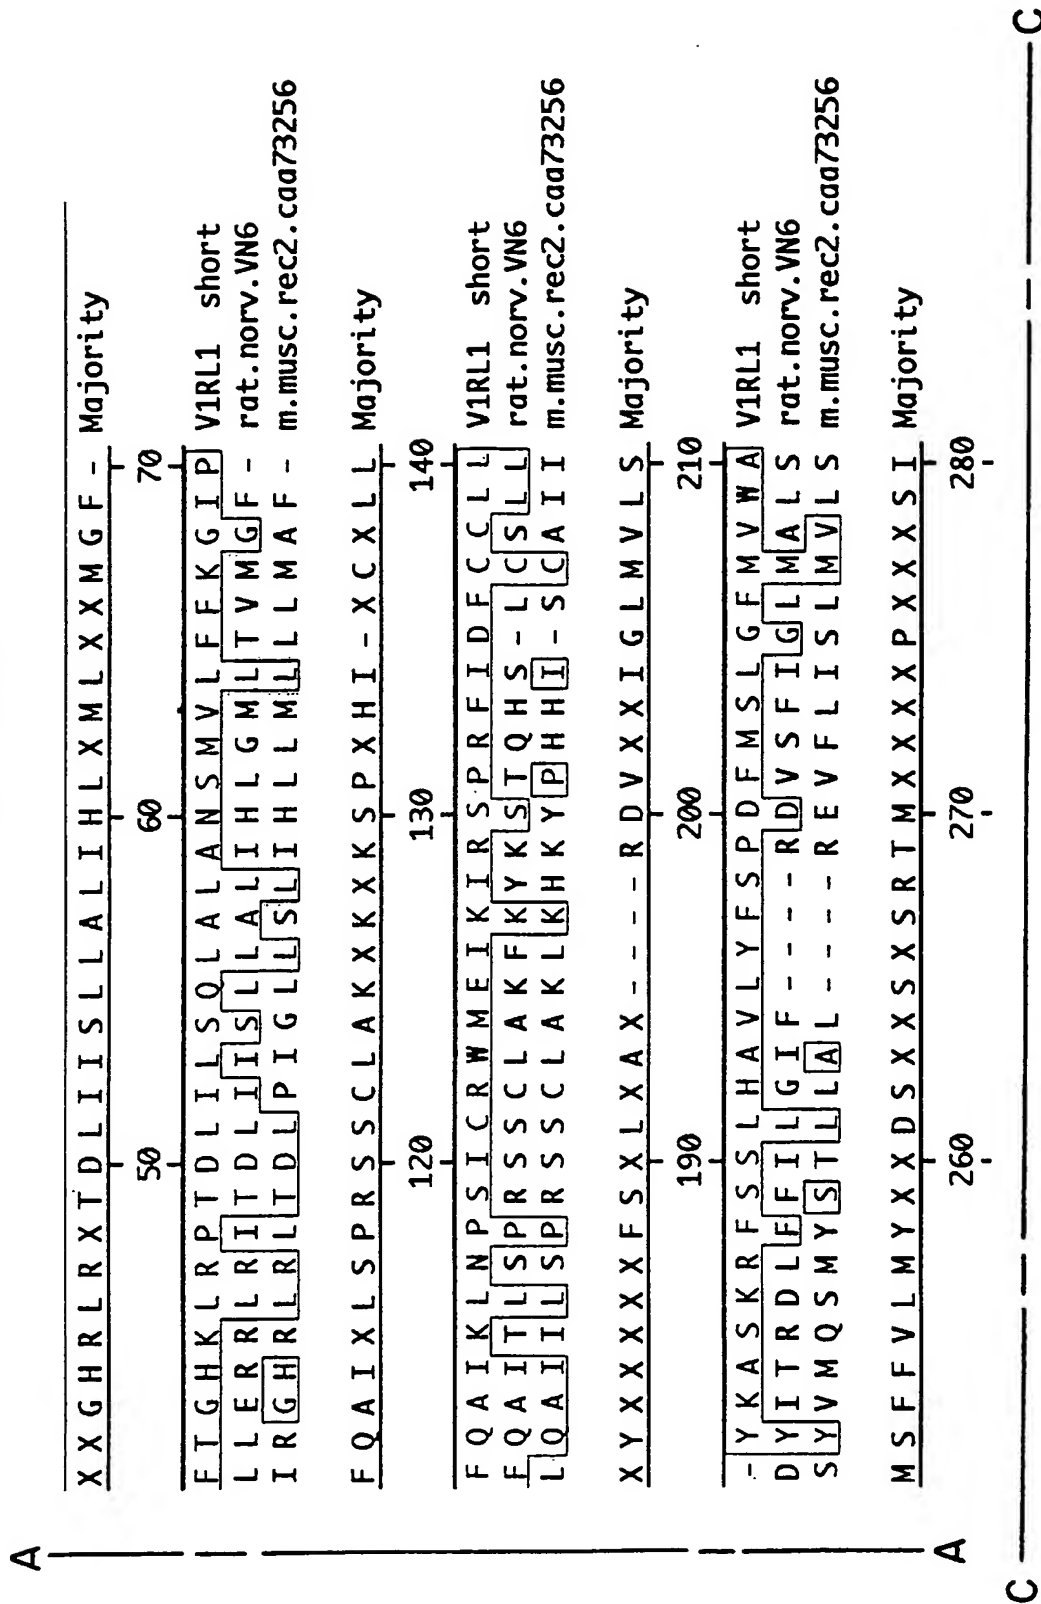 A A
X X G H R L R X T D L I I S L L A L I H L X M L X X M G F - Majority
50 60 70
F T G H K L R P T D L I L S Q L A L A N S M V L F F K G I P V1RL1 short
L L E R R L R I T D L I I S L L A L I H L G M L T V M G F - rat.norv.VN6
I R G H R L R L T D L P I G L L S L I H L L M L L L M A F - m.musc.rec2.caa73256
F Q A I X L S P R S S C L A K X K X K S P X H I - X C X L L Majority
120 130 140
F Q A I K L N P S I C R W M E I K I R S P R F I D F C C L L V1RL1 short
F Q A I T L S P R S S C L A K F K Y K S T Q H S - L C S L L rat.norv.VN6
L Q A I I L S P R S S C L A K L K H K Y P H H I - S C A I I m.musc.rec2.caa73256
X Y X X X X X F S X L X A X - - - - R D V X X I G L M V L S Majority
190 200 210
- Y K A S K R F S S L H A V L Y F S P D F M S L G F M V W A V1RL1 short
D Y I T R D L F F I L G I F - - - - R D V S F I G L M A L S rat.norv.VN6
S Y V M Q S M Y S T L L A L - - - - R E V F L I S L M V L S m.musc.rec2.caa73256
M S F F V L M Y X X D S X X S X S R T M X X X X P X X X S I Majority
260 270 280
C C